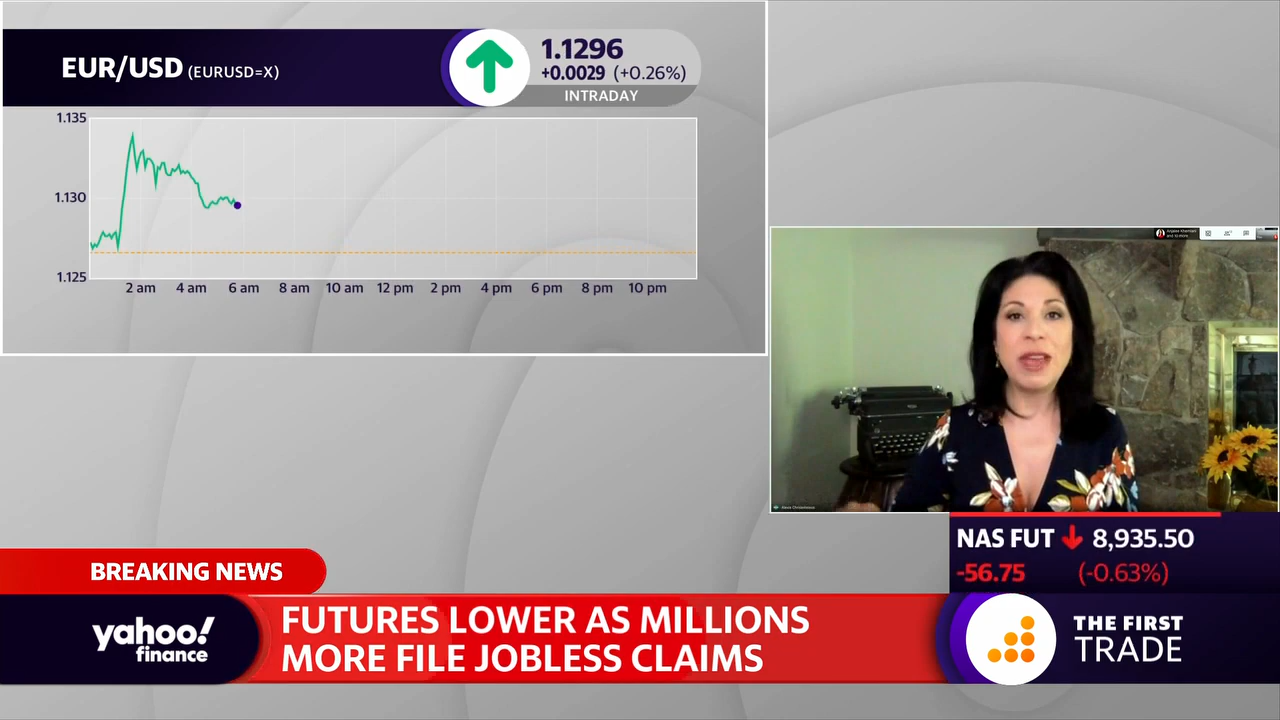 EUR/USD (EURUSD=X)
1.1296
+0.0029 (+0.26%)
INTRADAY
1.135
1.130
1.125
2 am 4 am 6 am 8 am 10 am 12 pm 2 pm 4 pm 6 pm 8 pm 10 pm
NAS FUT 8,935.50
-56.75 (-0.63%)
BREAKING NEWS
yahoo!
finance
FUTURES LOWER AS MILLIONS
MORE FILE JOBLESS CLAIMS
THE FIRST
TRADE